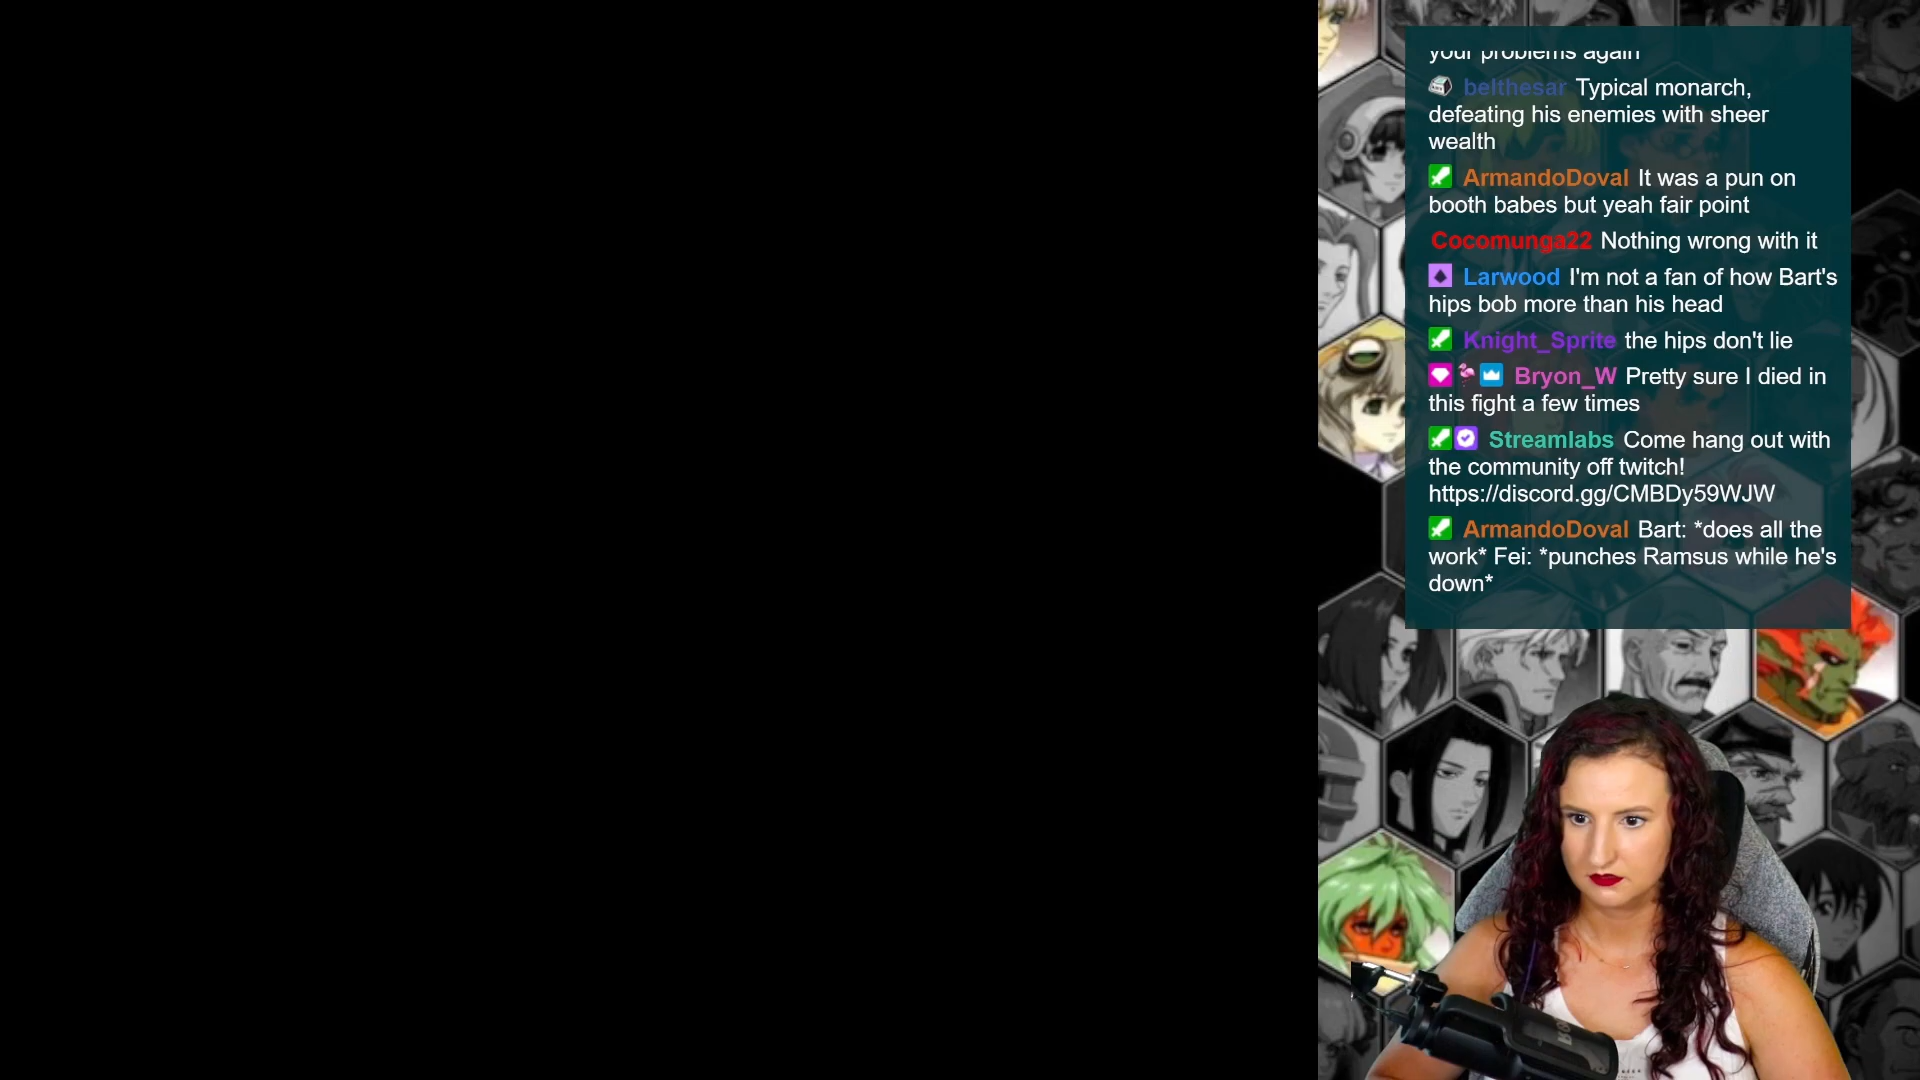 your problems again
belthesar Typical monarch,
defeating his enemies with sheer
wealth
ArmandoDoval It was a pun on
booth babes but yeah fair point
Cocomunga22 Nothing wrong with it
Larwood I'm not a fan of how Bart's
hips bob more than his head
Knight_Sprite the hips don't lie
Bryon_W Pretty sure I died in
this fight a few times
Streamlabs Come hang out with
the community off twitch!
https://discord.gg/CMBDy59WJW
ArmandoDoval Bart: *does all the
work* Fei: *punches Ramsus while he's
down*